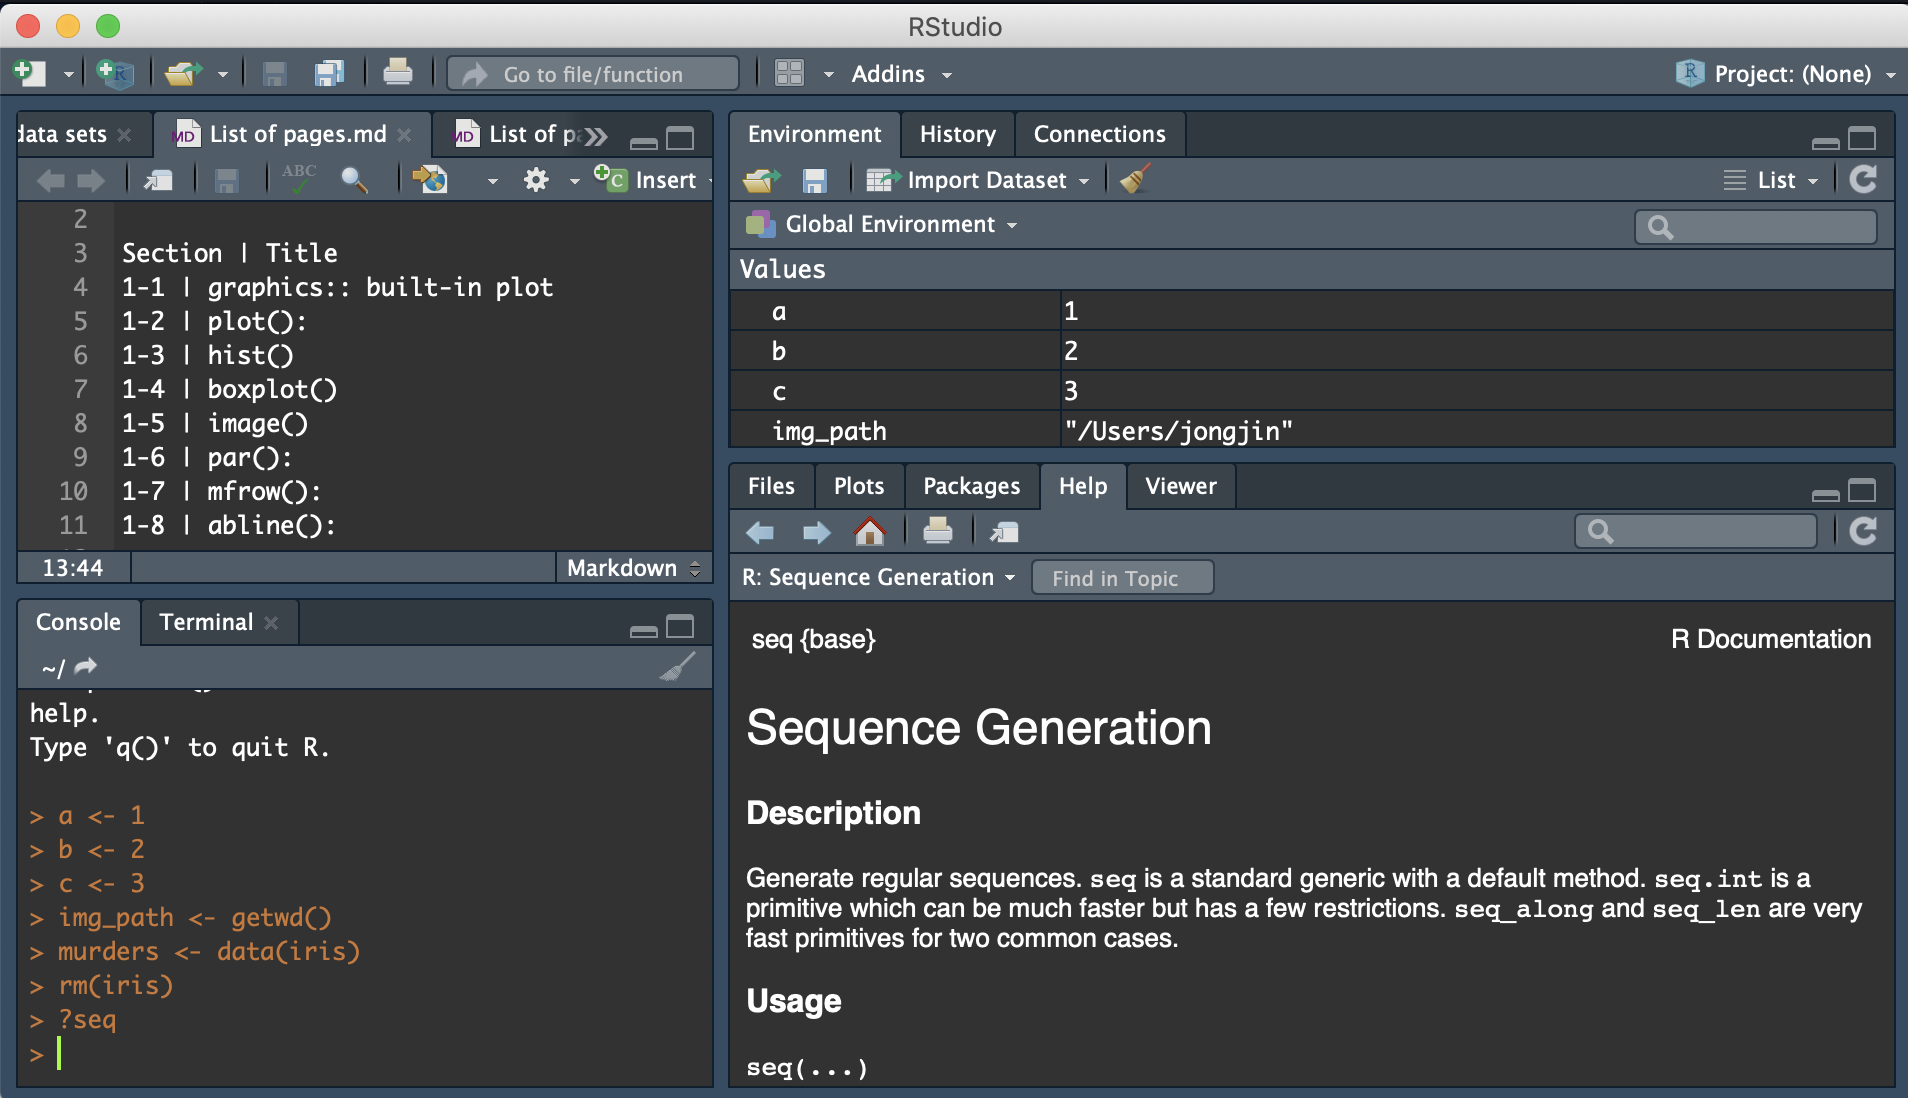 RStudio
Go to file/function
Addins
Project: (None)
data sets
List of pages.md
List of
ABC
Insert
2
3 Section | Title
4 1-1 | graphics:: built-in plot
5 1-2 | plot():
6 1-3 | hist()
7 1-4 | boxplot()
8 1-5 | image()
9 1-6 | par():
10 1-7 | mfrow():
11 1-8 | abline():
13:44
Markdown
Console
Terminal
~/
help.
Type 'q()' to quit R.
> a <- 1
> b <- 2
> c <- 3
> img_path <- getwd()
> murders <- data(iris)
> rm(iris)
> ?seq
>
Environment
History
Connections
Import Dataset
List
Global Environment
Values
a 1
b 2
c 3
img_path "/Users/jongjin"
Files
Plots
Packages
Help
Viewer
R: Sequence Generation
Find in Topic
seq {base}
R Documentation
Sequence Generation
Description
Generate regular sequences. seq is a standard generic with a default method. seq.int is a
primitive which can be much faster but has a few restrictions. seq_along and seq_len are very
fast primitives for two common cases.
Usage
seq(...)